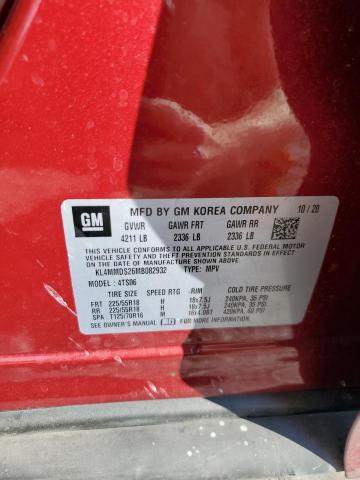 GM
MFD BY GM KOREA COMPANY 10/20
GVWR GAWR FRT GAWR RR
4211 LB 2336 LB 2336 LB
THIS VEHICLE CONFORMS TO ALL APPLICABLE U.S. FEDERAL MOTOR
VEHICLE SAFETY, BUMPER, AND THEFT PREVENTION STANDARDS IN
EFFECT ON THE DATE OF MANUFACTURE SHOWN ABOVE.
KL4MMDS26MB082932 TYPE: MPV
MODEL: 4TS06
TIRE SIZE SPEED RTG RIM COLD TIRE PRESSURE
FRT 225/55R18 H 18x7.5J 240KPA, 35 PSI
RR 225/55R18 H 18x7.5J 240KPA, 35 PSI
SPA T125/70R16 M 16x4.0BT 420KPA, 60 PSI
SEE OWNER'S MANUAL FOR MORE INFORMATION.